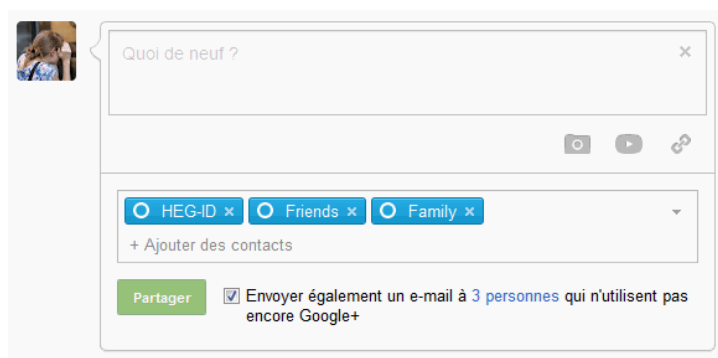 Quoi de neuf ?
HEG-ID × Friends × Family ×
+ Ajouter des contacts
Partager
Envoyer également un e-mail à 3 personnes qui n'utilisent pas
encore Google+